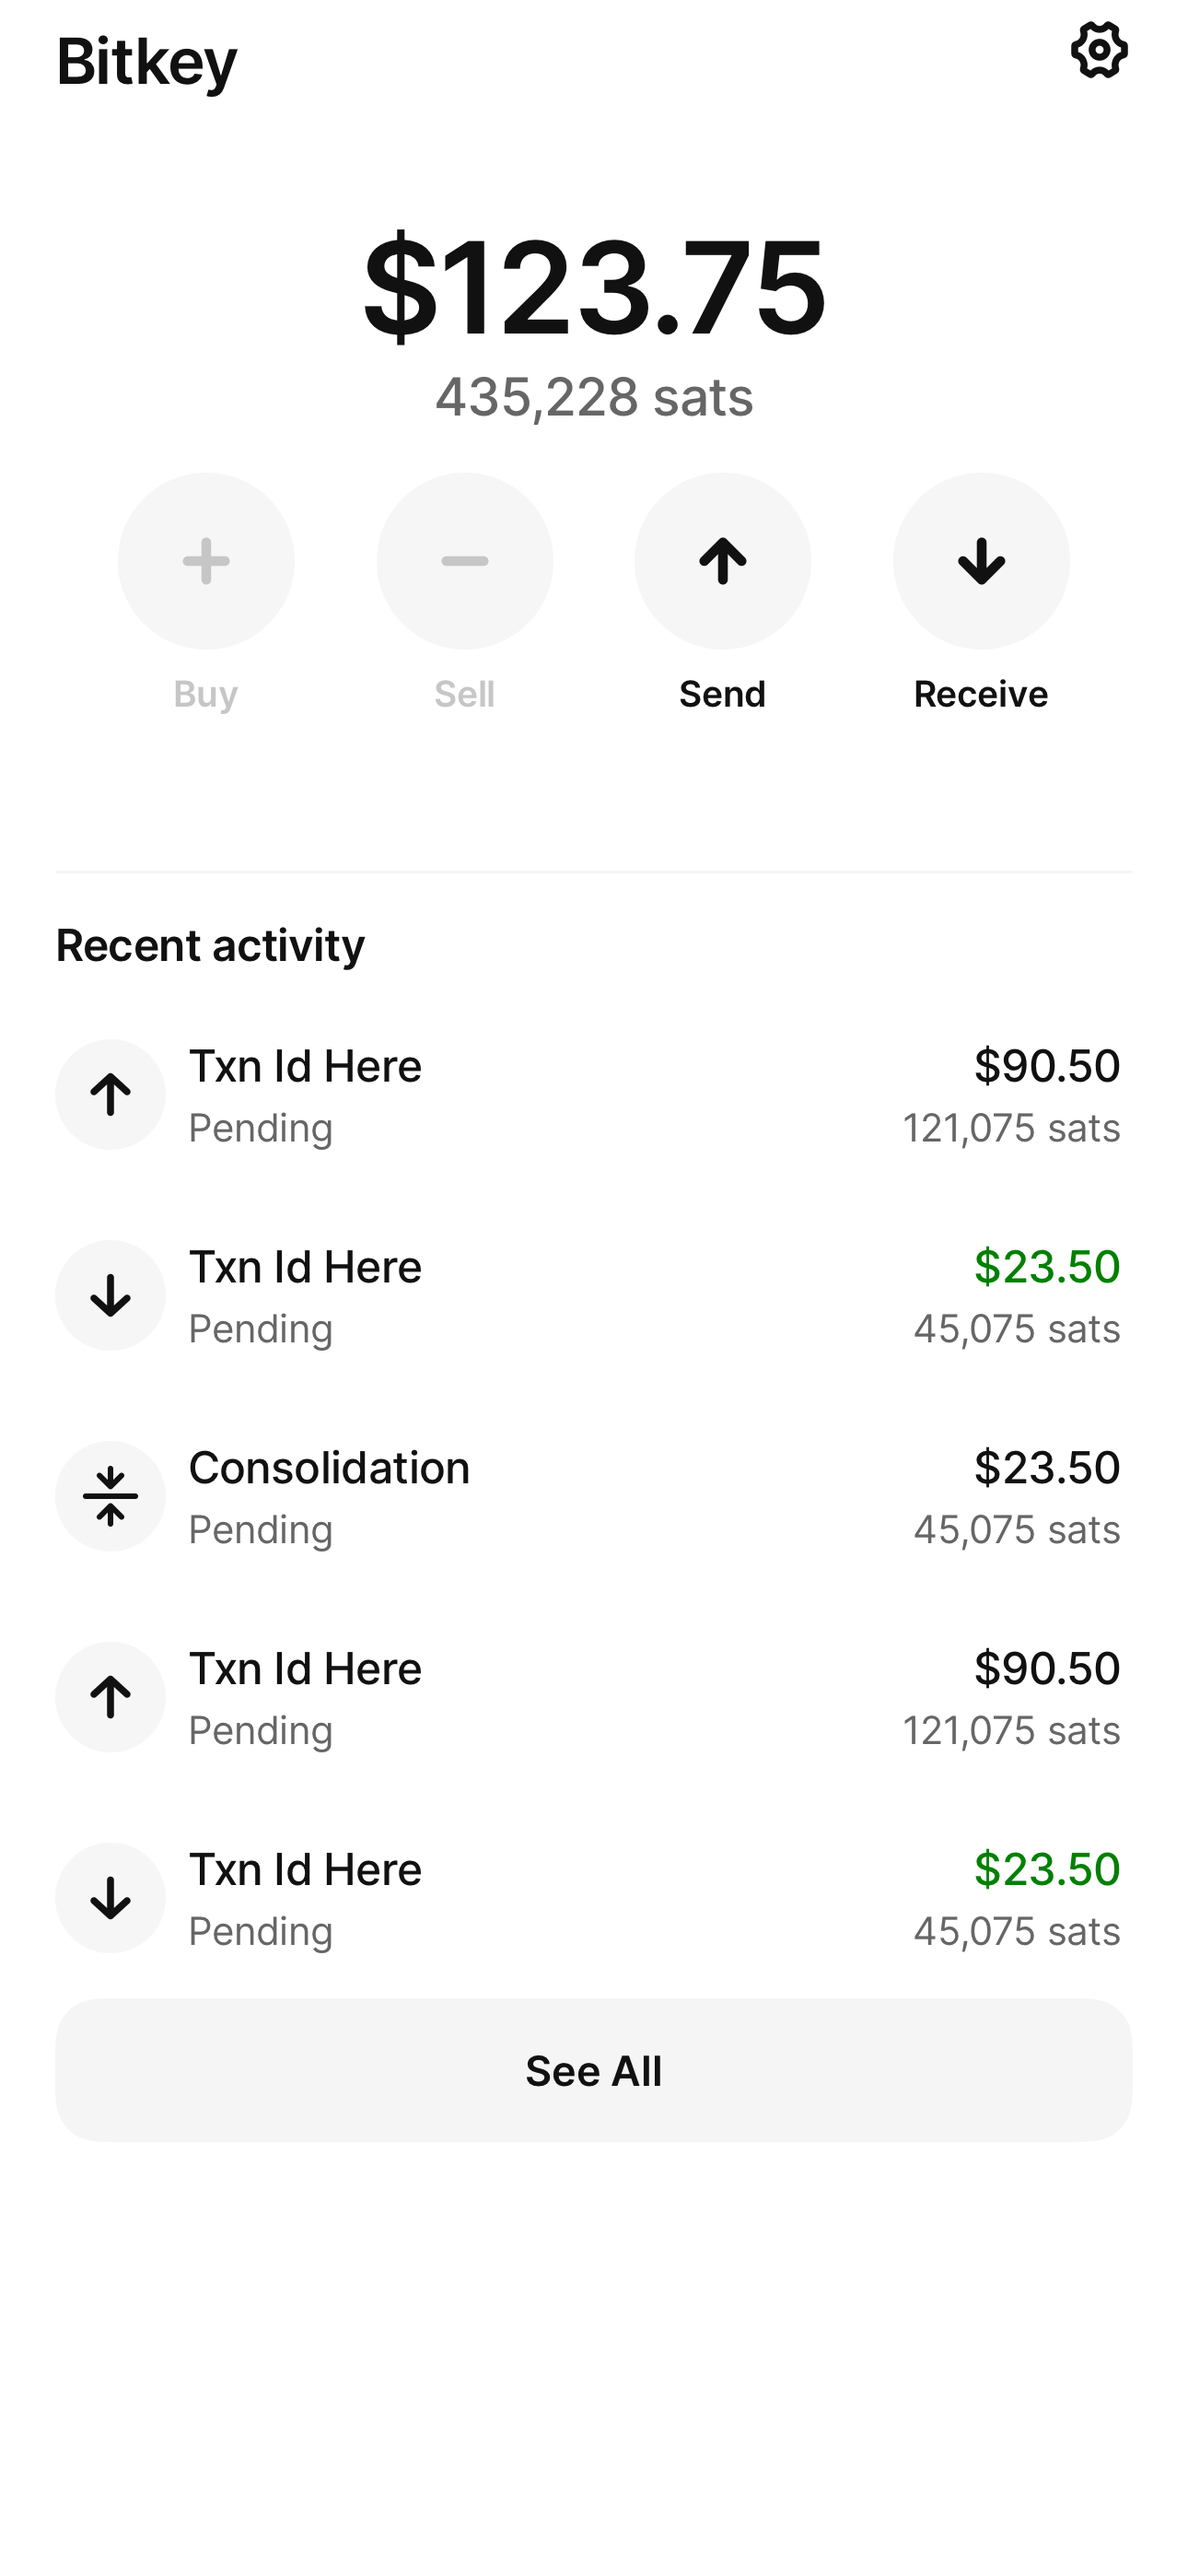 Bitkey
$123.75
435,228 sats
Buy Sell Send Receive
Recent activity
Txn Id Here $90.50
Pending 121,075 sats
Txn Id Here $23.50
Pending 45,075 sats
Consolidation $23.50
Pending 45,075 sats
Txn Id Here $90.50
Pending 121,075 sats
Txn Id Here $23.50
Pending 45,075 sats
See All